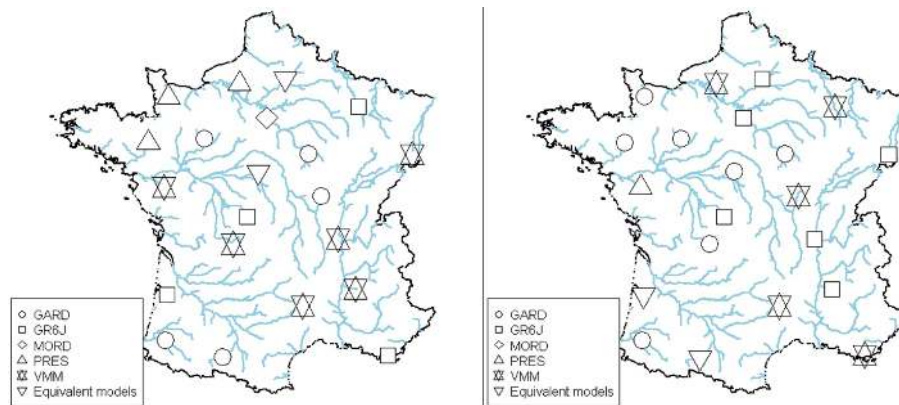 GARD
GR6J
MORD
PRES
VMM
Equivalent models
GARD
GR6J
MORD
PRES
VMM
Equivalent models